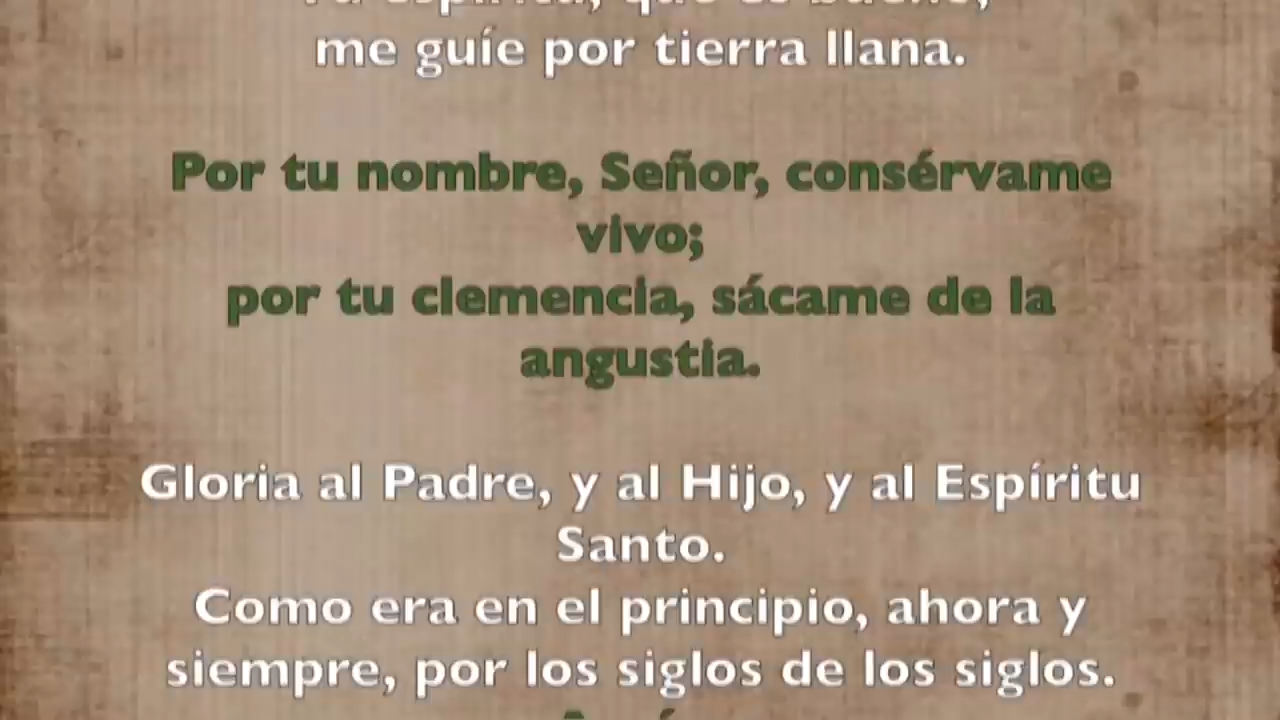 me guíe por tierra llana.
Por tu nombre, Señor, consérvame
vivo;
por tu clemencia, sácame de la
angustia.
Gloria al Padre, y al Hijo, y al Espíritu
Santo.
Como era en el principio, ahora y
siempre, por los siglos de los siglos.